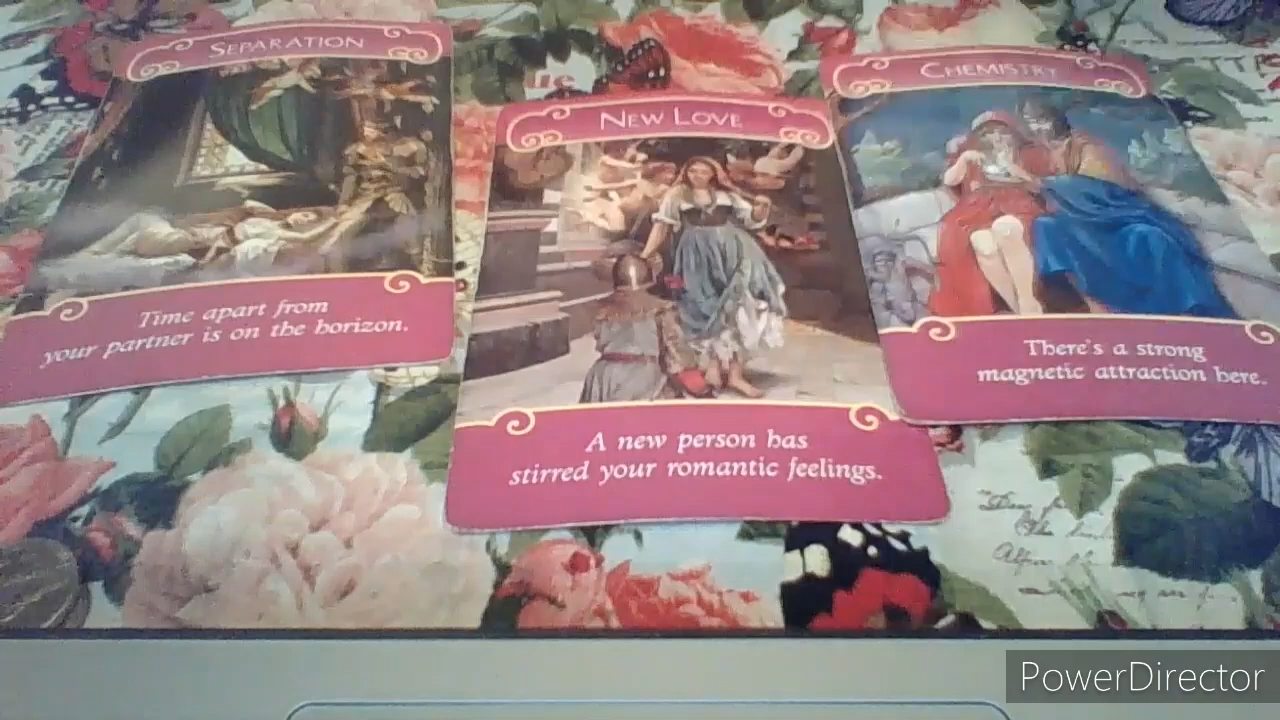 SEPARATION
Time apart from
your partner is on the horizon.
NEW LOVE
A new person has
stirred your romantic feelings.
CHEMISTRY
There's a strong
magnetic attraction here.
PowerDirector